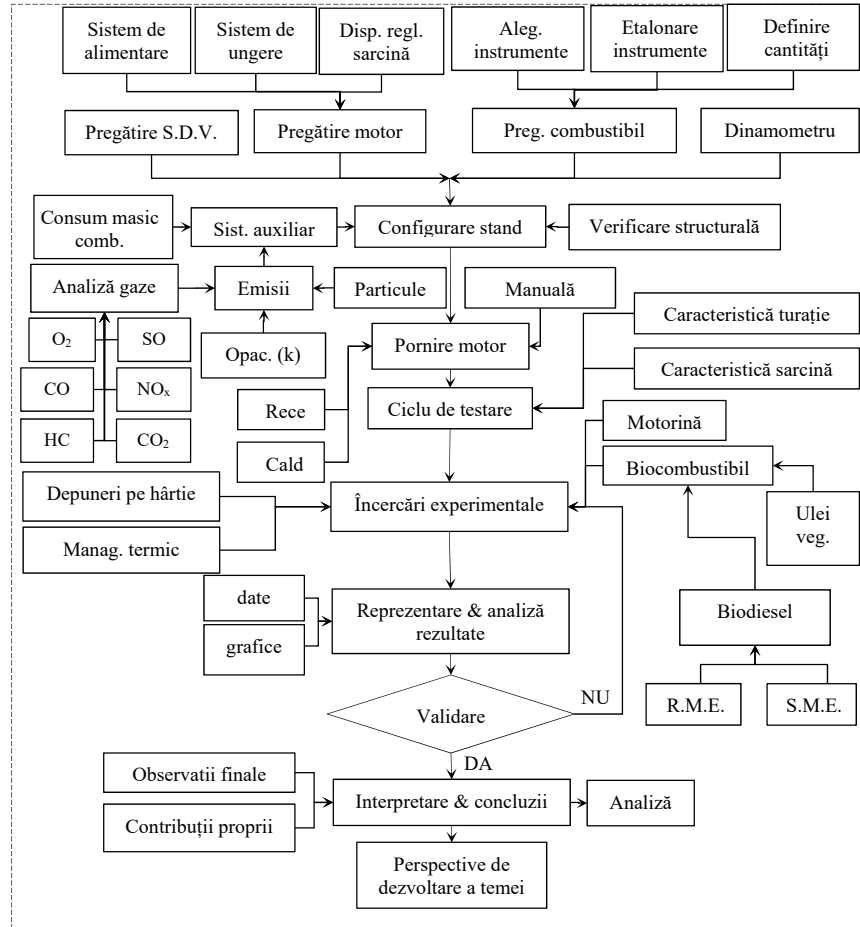 Sistem de
alimentare
Sistem de
ungere
Disp. regl.
sarcină
Aleg.
instrumente
Etalonare
instrumente
Definire
cantități
Pregătire S.D.V.
Pregătire motor
Preg. combustibil
Dinamometru
Consum masic
comb.
Sist. auxiliar
Configurare stand
Verificare structurală
Analiză gaze
Emisii
Particule
Manuală
Caracteristică turație
O₂
SO
Opac. (k)
Pornire motor
Caracteristică sarcină
CO
NOₓ
Rece
Ciclu de testare
Motorină
HC
CO₂
Cald
Biocombustibil
Depuneri pe hârtie
Încercări experimentale
Ulei
veg.
Manag. termic
date
grafice
Reprezentare & analiză
rezultate
Biodiesel
NU
R.M.E.
S.M.E.
Validare
DA
Observatii finale
Interpretare & concluzii
Analiză
Contribuții proprii
Perspective de
dezvoltare a temei